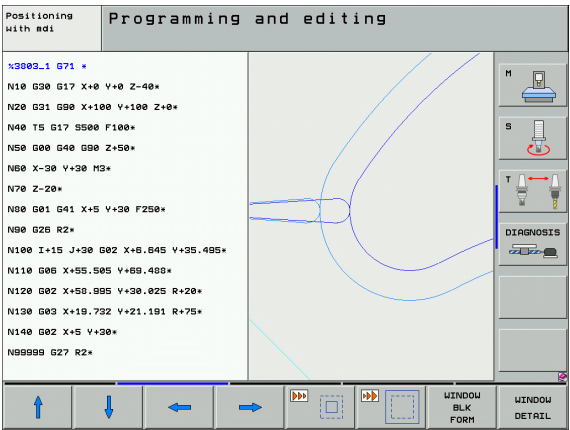 Positioning
with mdi
Programming and editing
%3803_1 G71 *
N10 G30 G17 X+0 Y+0 Z-40*
N20 G31 G90 X+100 Y+100 Z+0*
N40 T5 G17 S500 F100*
N50 G00 G40 G90 Z+50*
N60 X-30 Y+30 M3*
N70 Z-20*
N80 G01 G41 X+5 Y+30 F250*
N90 G26 R2*
N100 I+15 J+30 G02 X+6.645 Y+35.495*
N110 G06 X+55.505 Y+69.488*
N120 G02 X+58.995 Y+30.025 R+20*
N130 G03 X+19.732 Y+21.191 R+75*
N140 G02 X+5 Y+30*
N99999 G27 R2*
M
S
T
DIAGNOSIS
WINDOW
BLK
FORM
WINDOW
DETAIL